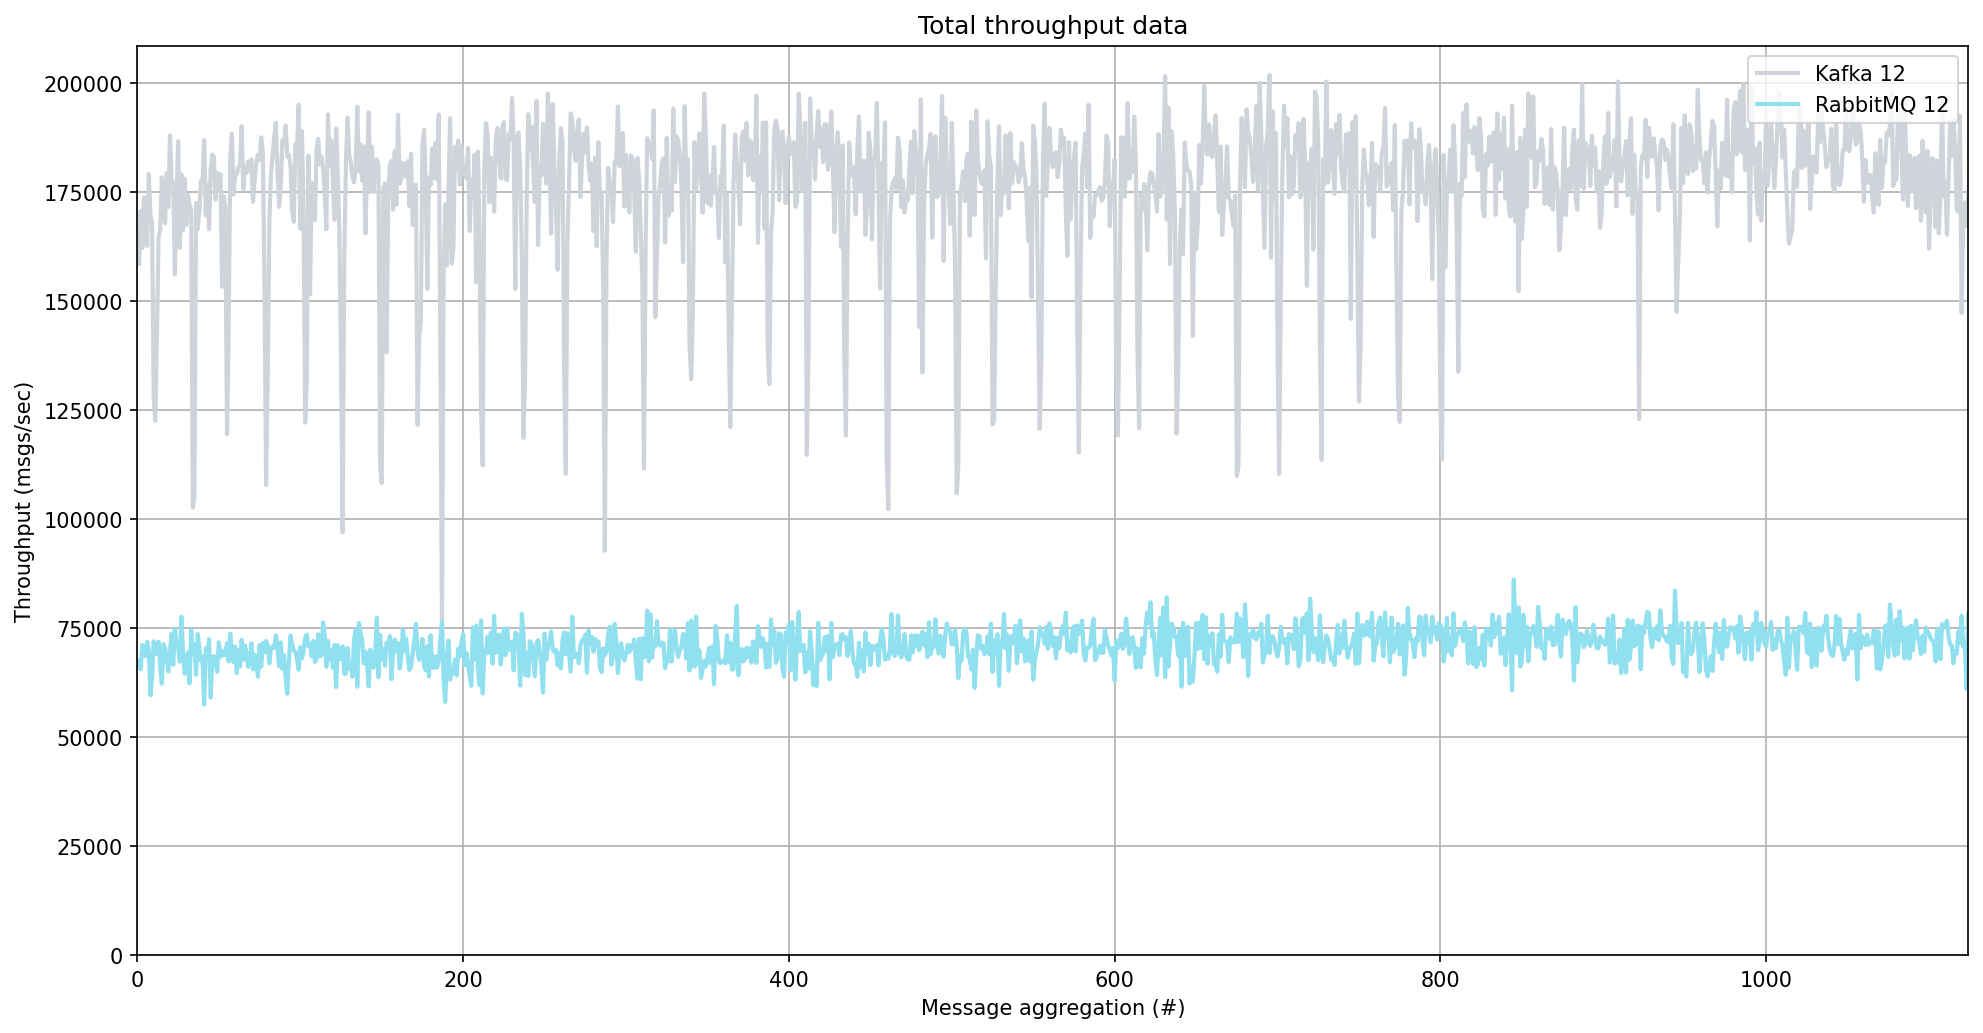 Total throughput data
Kafka 12
RabbitMQ 12
Throughput (msgs/sec)
200000
175000
150000
125000
100000
75000
50000
25000
0
0 200 400 600 800 1000
Message aggregation (#)